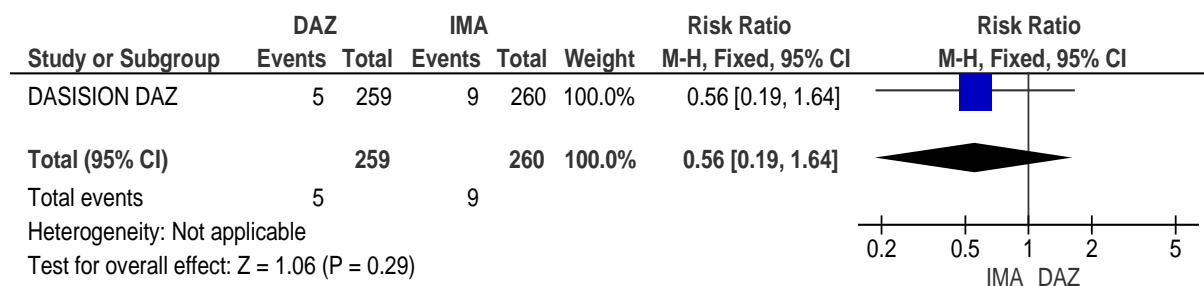 DAZ IMA Risk Ratio Risk Ratio
Study or Subgroup Events Total Events Total Weight M-H, Fixed, 95% CI M-H, Fixed, 95% CI
DASISION DAZ 5 259 9 260 100.0% 0.56 [0.19, 1.64]
Total (95% CI) 259 260 100.0% 0.56 [0.19, 1.64]
Total events 5 9
Heterogeneity: Not applicable
Test for overall effect: Z = 1.06 (P = 0.29)
0.2 0.5 1 2 5
IMA DAZ